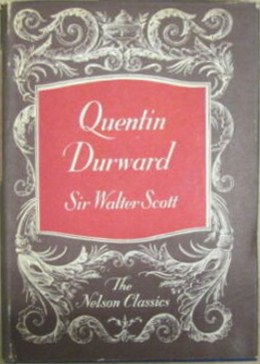 Quentin
Durward
Sir Walter Scott
The
Nelson Classics